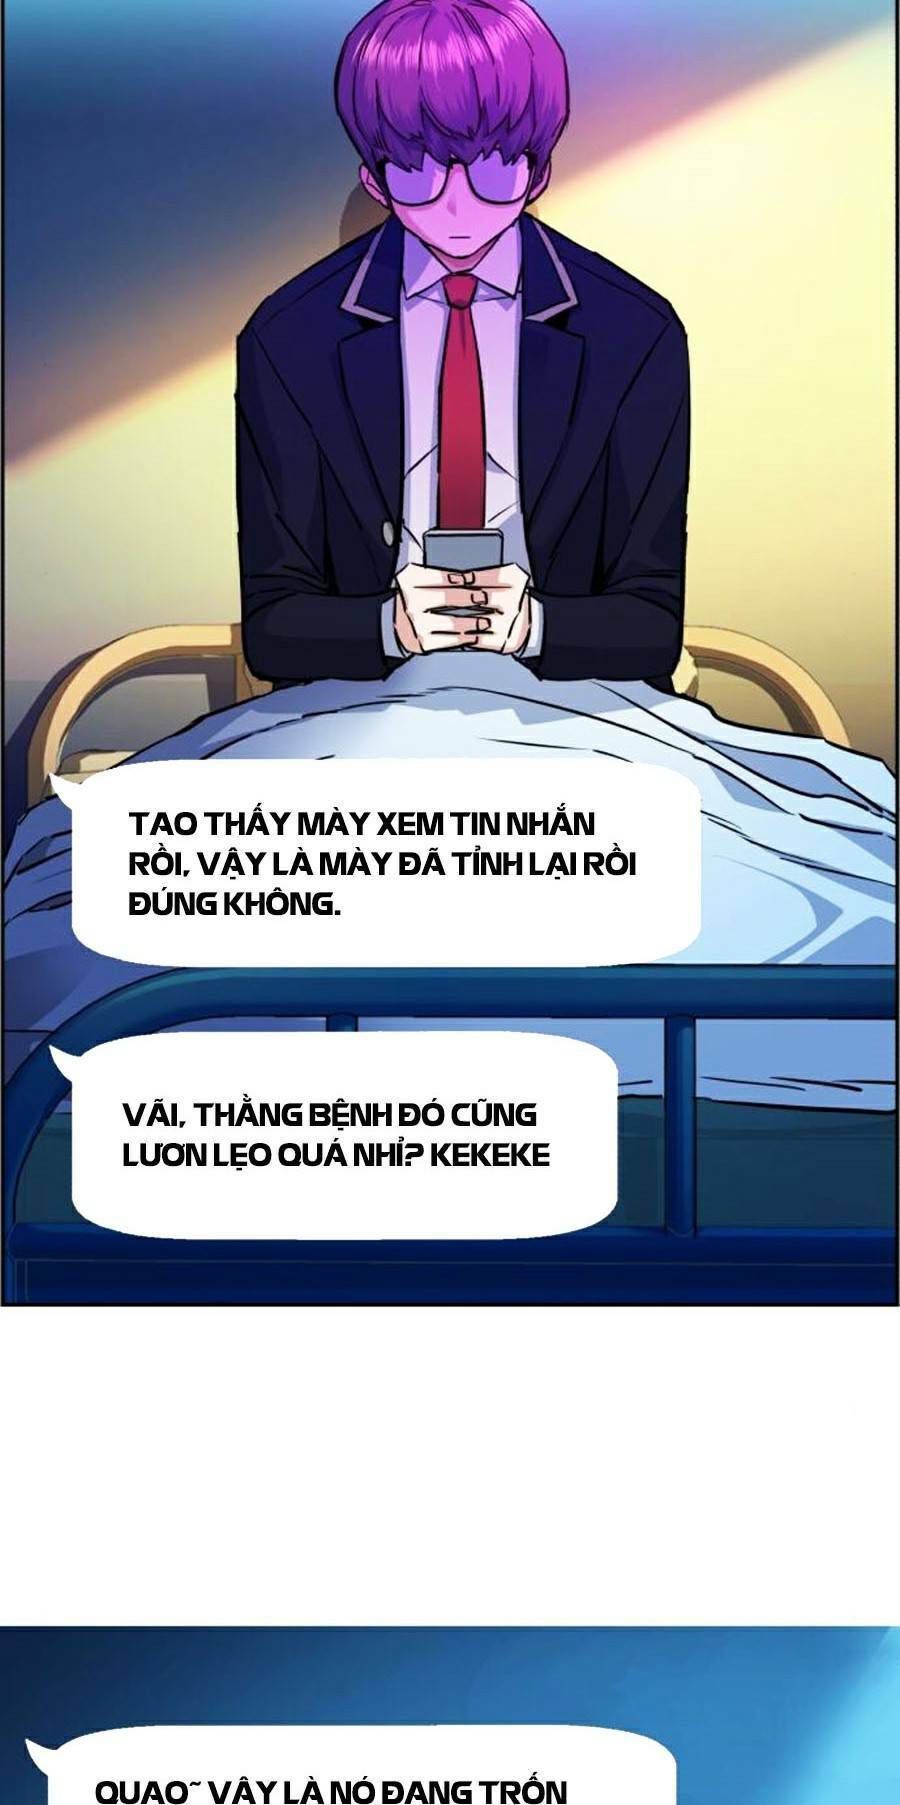 TAO THẤY MÀY XEM TIN NHẮN
RỒI, VẬY LÀ MÀY ĐÃ TỈNH LẠI RỒI
ĐÚNG KHÔNG.
VÃI, THẰNG BỆNH ĐÓ CŨNG
LƯƠN LẸO QUÁ NHỈ? KEKEKE
QUAO~ VẬY LÀ NÓ ĐANG TRỐN